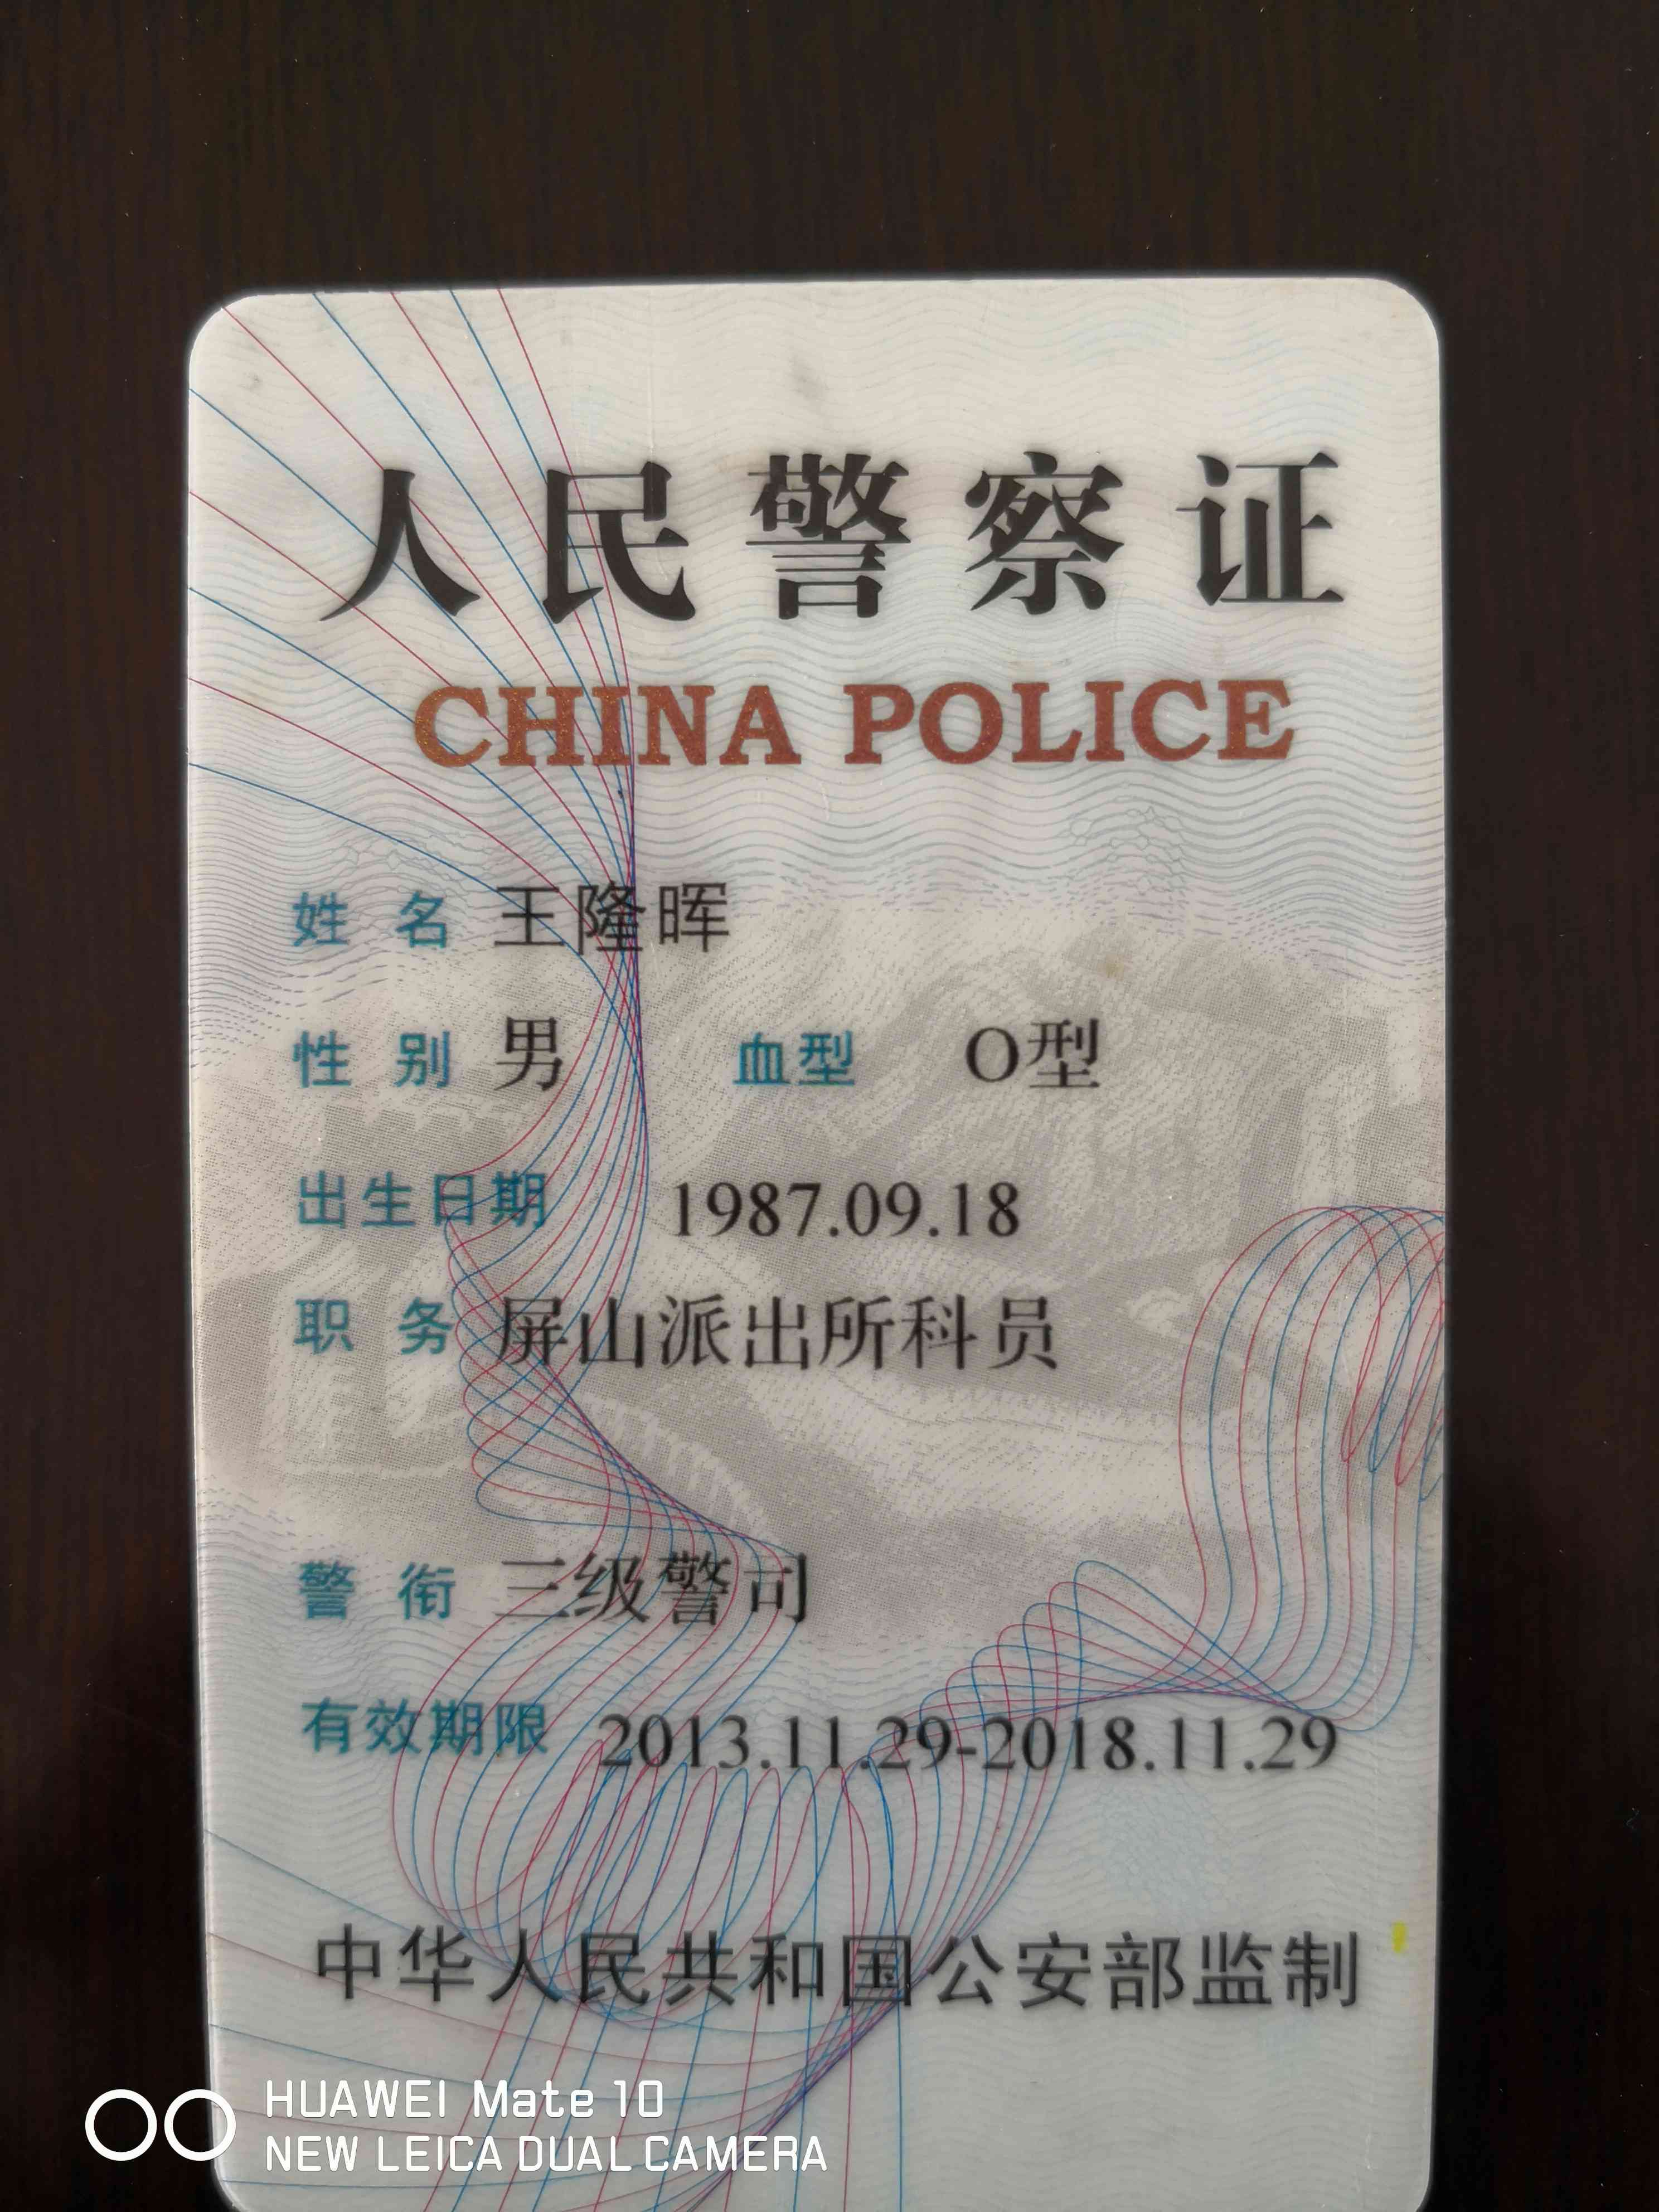 人民警察证
CHINA POLICE
姓 名 王隆晖
性 别 男 血型 O型
出生日期 1987.09.18
职 务 屏山派出所科员
警 衔 三级警司
有效期限 2013.11.29-2018.11.29
中华人民共和国公安部监制
HUAWEI Mate 10
NEW LEICA DUAL CAMERA